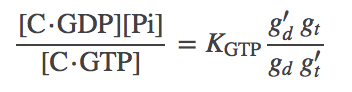 [C·GDP][Pi] / [C·GTP] = K_GTP g′_d g_t / g_d g′_t